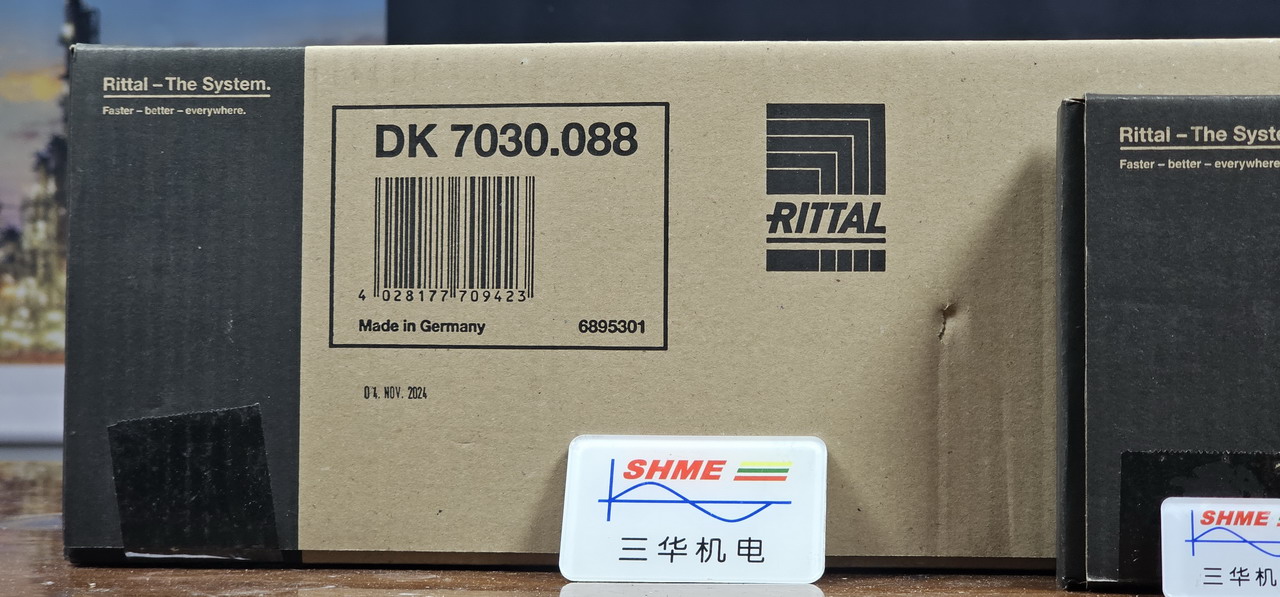 Rittal – The System.
Faster – better – everywhere.
DK 7030.088
4 028177 709423
Made in Germany
6895301
04. NOV. 2024
RITTAL
SHME
三华机电
Rittal – The Syste
Faster – better – everywhere
SHME
三华机